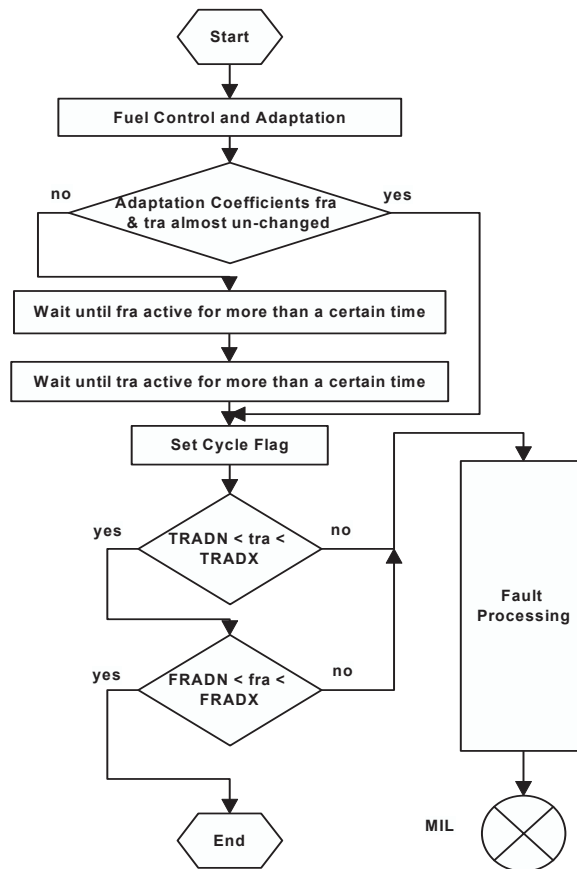 Start
Fuel Control and Adaptation
no
Adaptation Coefficients fra
& tra almost un-changed
yes
Wait until fra active for more than a certain time
Wait until tra active for more than a certain time
Set Cycle Flag
yes
TRADN < tra <
TRADX
no
Fault
Processing
yes
FRADN < fra <
FRADX
no
MIL
End